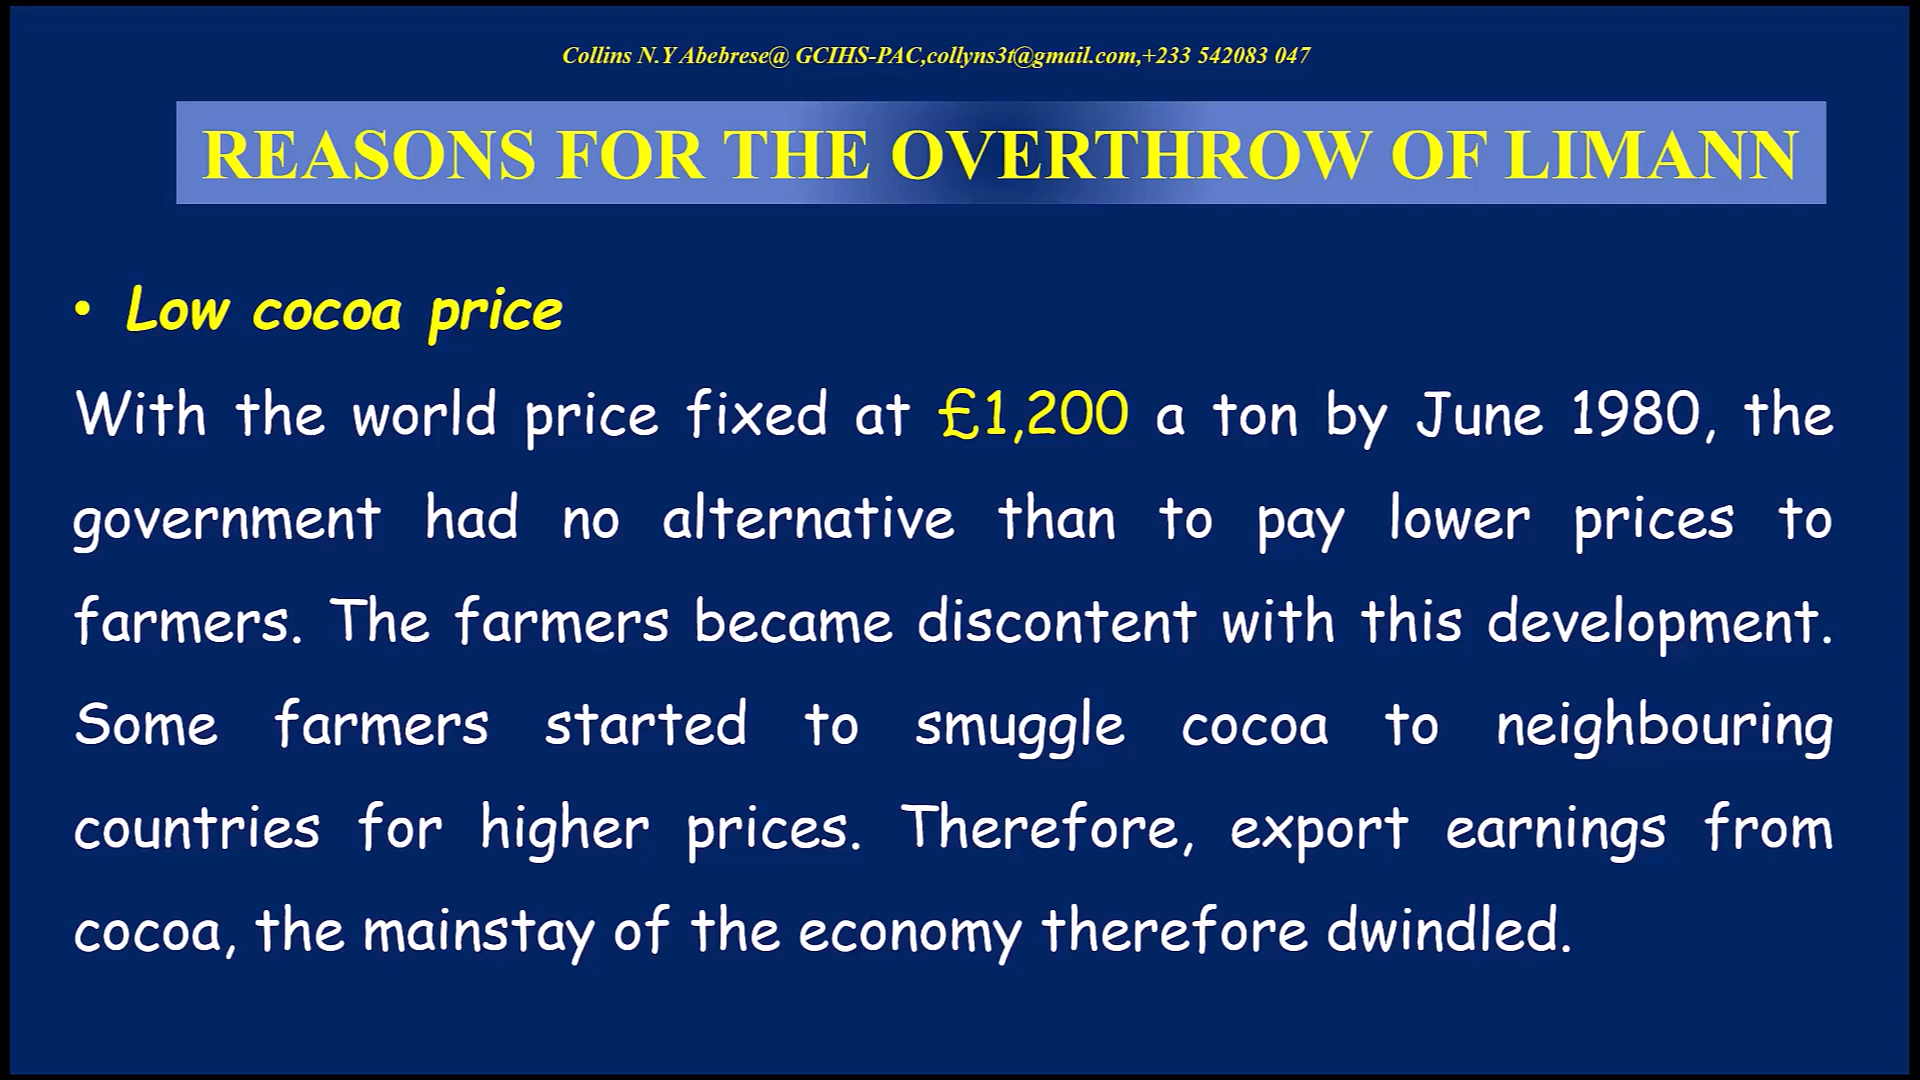 Collins N.Y Abebrese@ GCIHS-PAC,collyns3t@gmail.com,+233 542083 047
REASONS FOR THE OVERTHROW OF LIMANN
• Low cocoa price
With the world price fixed at £1,200 a ton by June 1980, the
government had no alternative than to pay lower prices to
farmers. The farmers became discontent with this development.
Some farmers started to smuggle cocoa to neighbouring
countries for higher prices. Therefore, export earnings from
cocoa, the mainstay of the economy therefore dwindled.